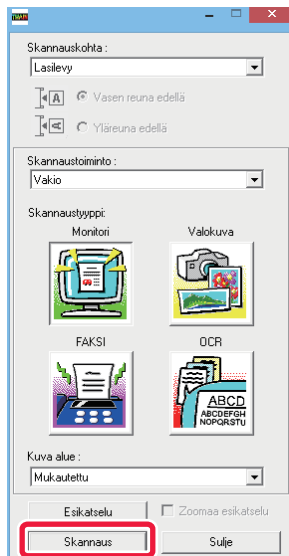 TWAIN
Skannauskohta :
Lasilevy
A Vasen reuna edellä
A Yläreuna edellä
Skannaustoiminto :
Vakio
Skannaustyyppi:
Monitori Valokuva
FAKSI OCR
ABCD
ABCDEFGH
NOPQRSTU
Kuva alue :
Mukautettu
Esikatselu Zoomaa esikatselu
Skannaus Sulje